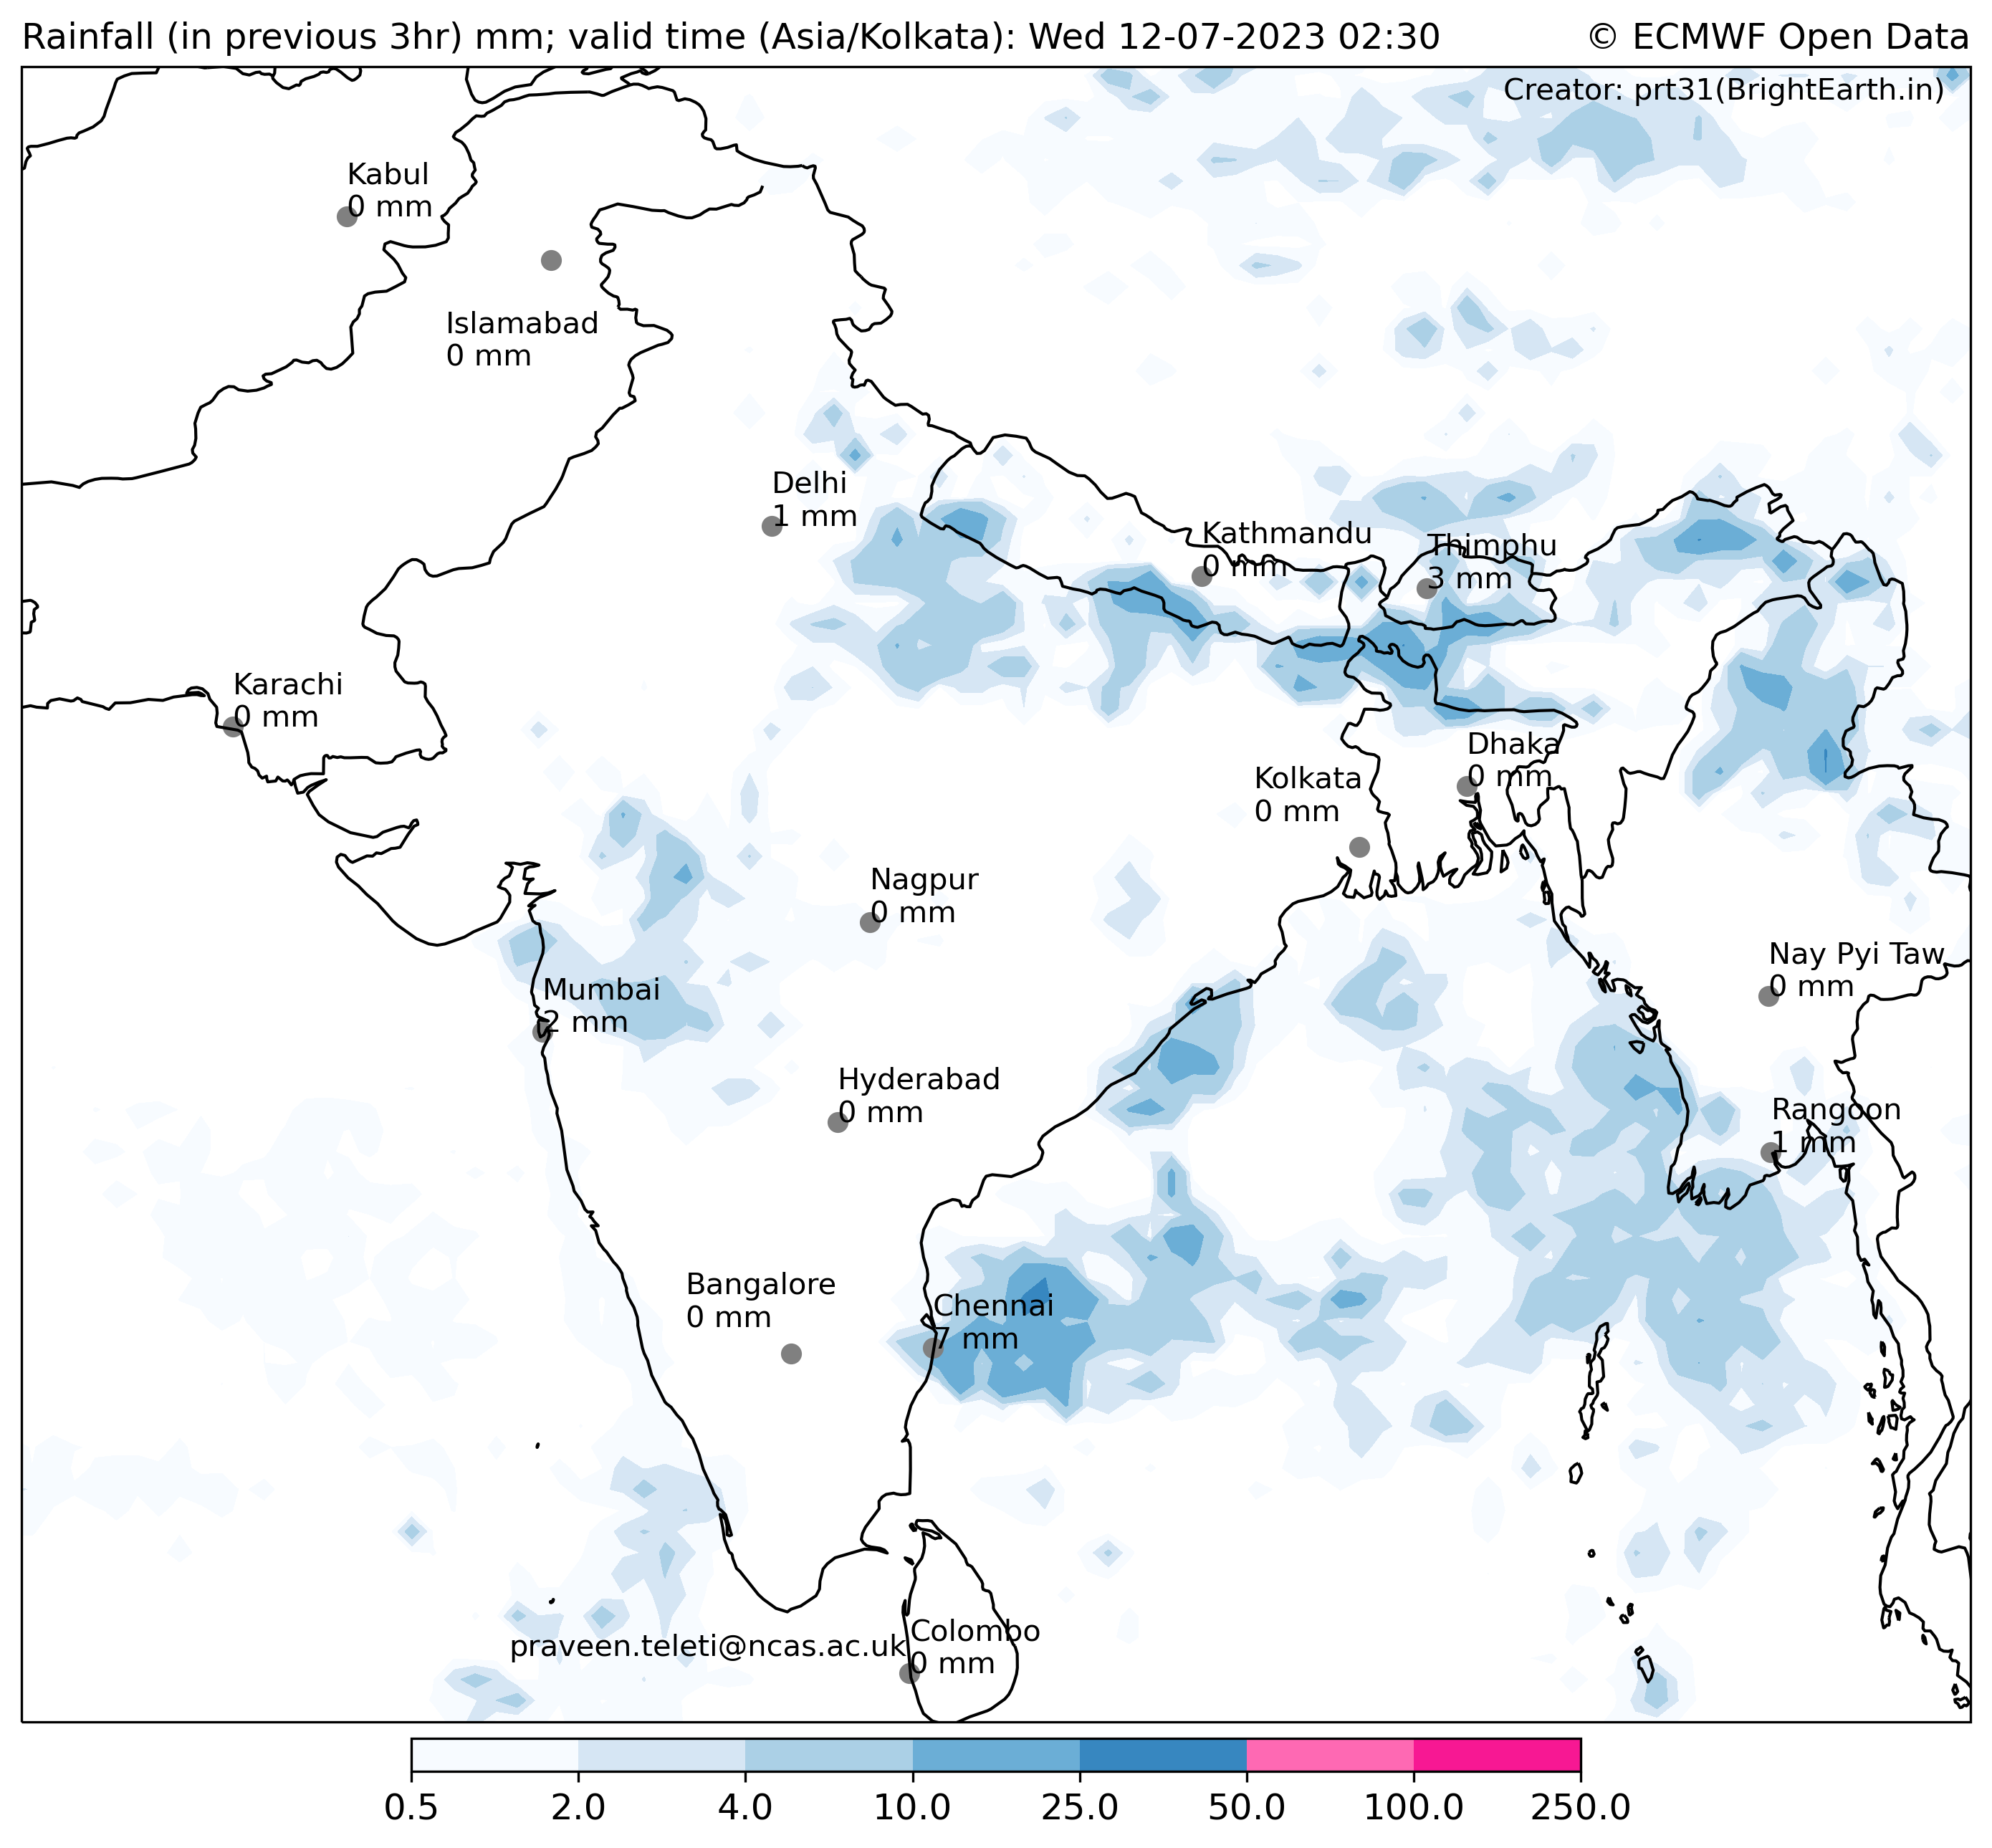 Rainfall (in previous 3hr) mm; valid time (Asia/Kolkata): Wed 12-07-2023 02:30 © ECMWF Open Data
Creator: prt31(BrightEarth.in)
Kabul
0 mm
Islamabad
0 mm
Delhi
1 mm
Kathmandu
0 mm
Thimphu
3 mm
Karachi
0 mm
Dhaka
0 mm
Kolkata
0 mm
Nagpur
0 mm
Nay Pyi Taw
0 mm
Mumbai
2 mm
Hyderabad
0 mm
Rangoon
1 mm
Bangalore
0 mm
Chennai
7 mm
Colombo
praveen.teleti@ncas.ac.uk
0 mm
0.5 2.0 4.0 10.0 25.0 50.0 100.0 250.0